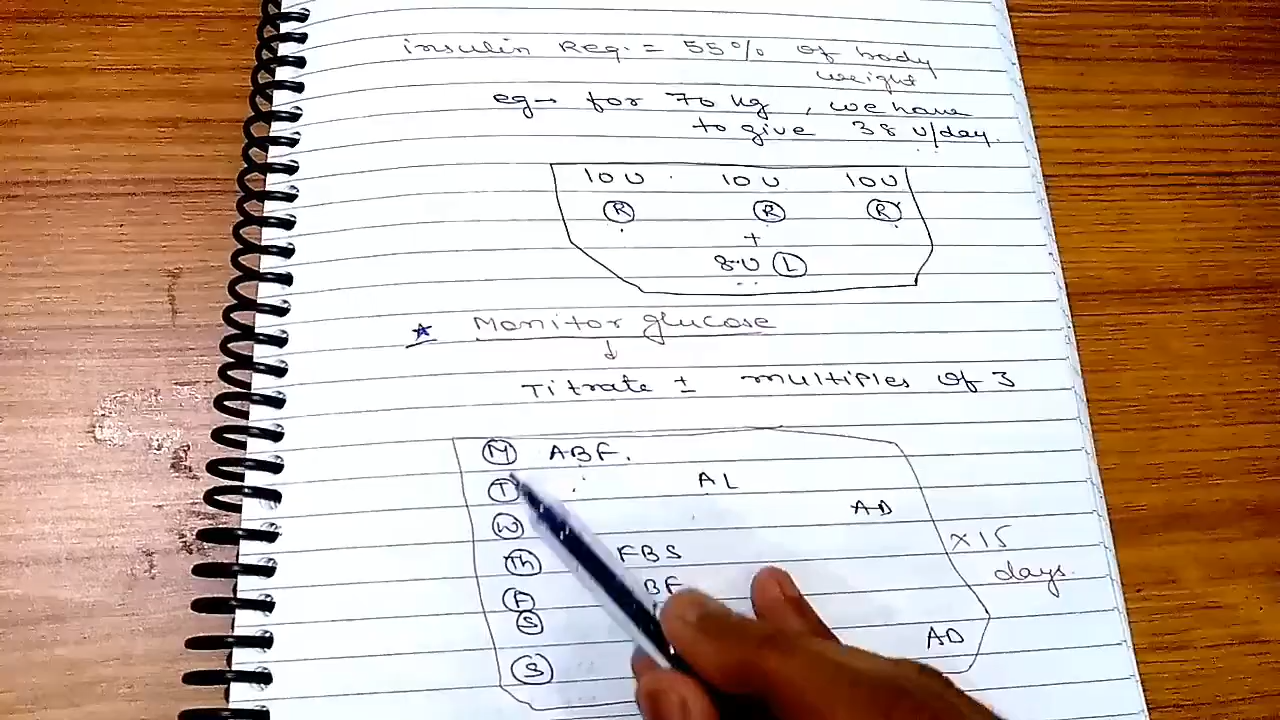 insulin Req. = 55% of body
weight
eg→ for 70 kg, we have
to give 38 U/day.
10 U 10 U 10 U
R R R
+
8 U L
★ Monitor glucose
↓
Titrate ± multiples of 3
M ABF.
T AL
W AD
Th FBS
× 15
days.
F BF
S AD
S